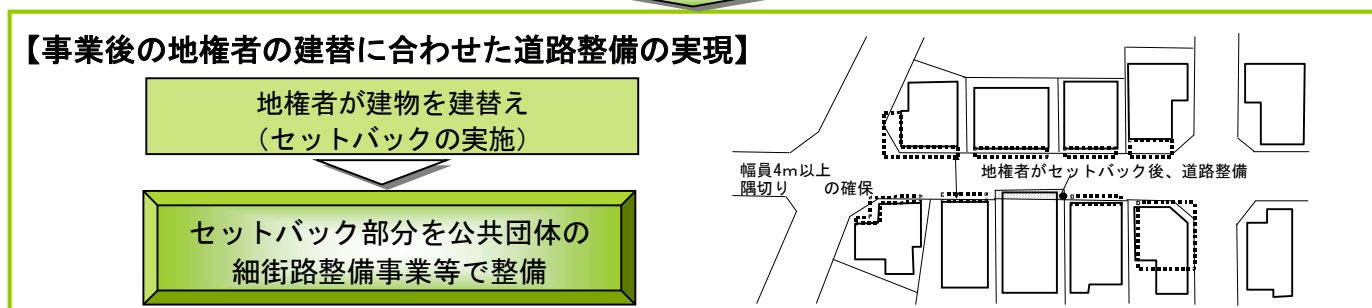 【事業後の地権者の建替に合わせた道路整備の実現】
地権者が建物を建替え
（セットバックの実施）
セットバック部分を公共団体の
細街路整備事業等で整備
幅員4ｍ以上
隅切り　　の確保
地権者がセットバック後、道路整備